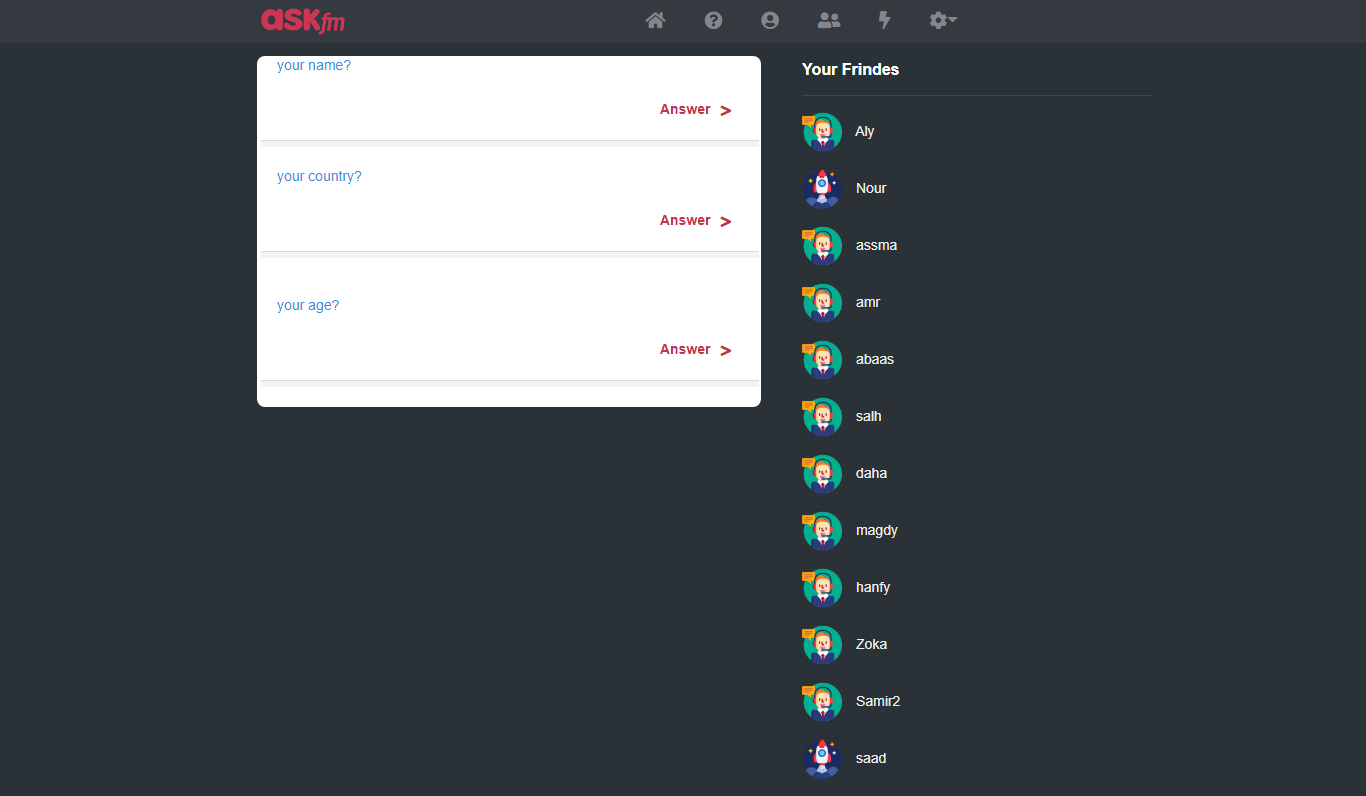 askfm
your name?
Answer >
your country?
Answer >
your age?
Answer >
Your Frindes
Aly
Nour
assma
amr
abaas
salh
daha
magdy
hanfy
Zoka
Samir2
saad